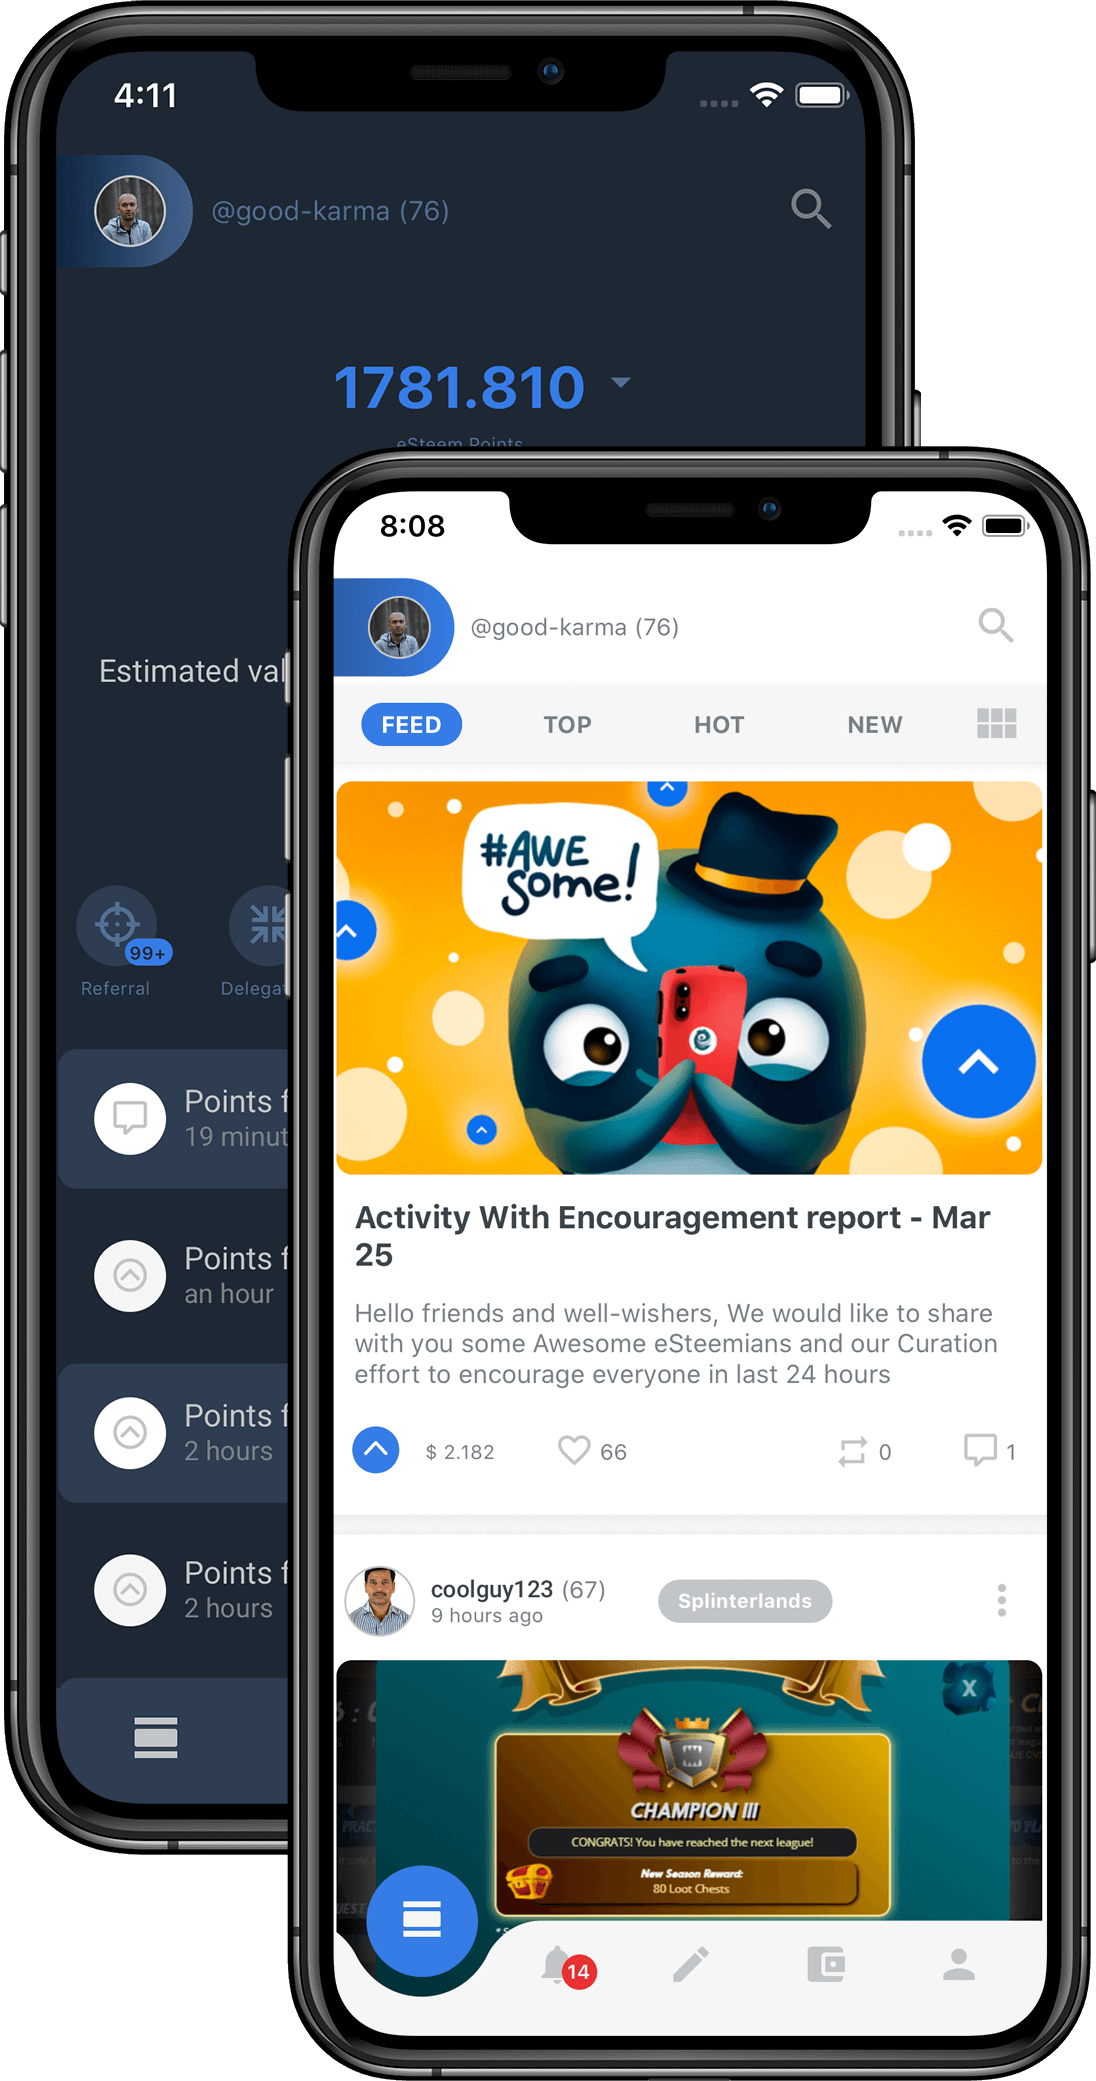 4:11
@good-karma (76)
1781.810
eSteem Points
Estimated val
99+
Referral
Delegat
Points f
19 minut
Points f
an hour
Points f
2 hours
Points f
2 hours
8:08
@good-karma (76)
FEED TOP HOT NEW
#AWE
some!
Activity With Encouragement report - Mar
25
Hello friends and well-wishers, We would like to share
with you some Awesome eSteemians and our Curation
effort to encourage everyone in last 24 hours
$ 2.182 66 0 1
coolguy123 (67)
9 hours ago
Splinterlands
X
CHAMPION III
CONGRATS! You have reached the next league!
New Season Reward:
80 Loot Chests
14